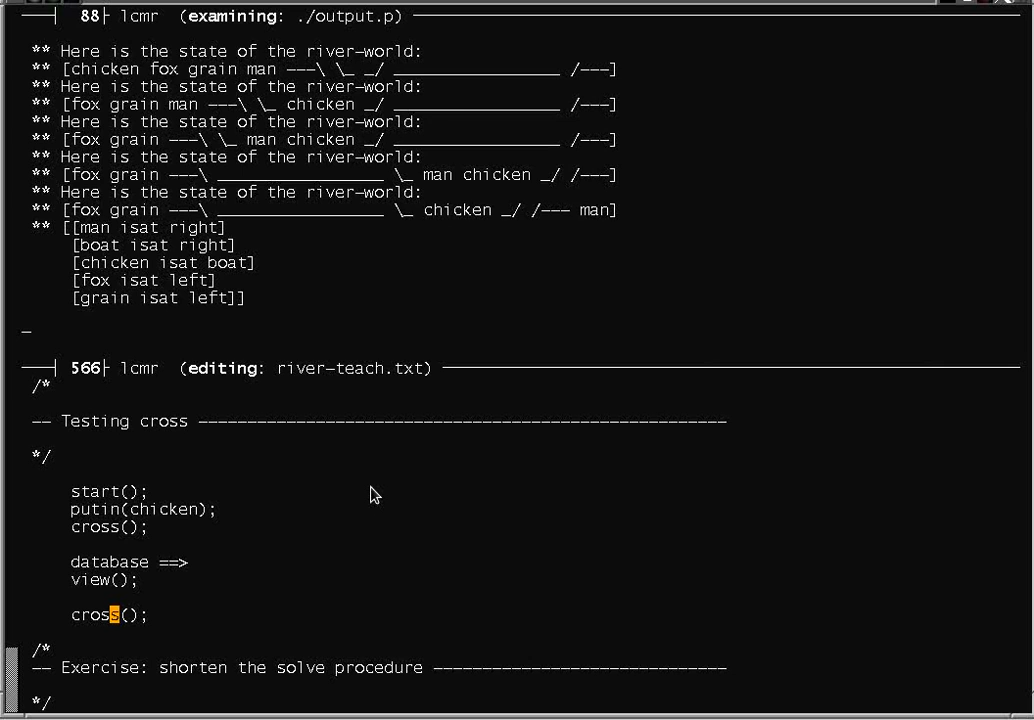 88 lcmr (examining: ./output.p)
** Here is the state of the river-world:
** [chicken fox grain man ---\ \_ _/ _________________ /---]
** Here is the state of the river-world:
** [fox grain man ---\ \_ chicken _/ _________________ /---]
** Here is the state of the river-world:
** [fox grain ---\ \_ man chicken _/ _________________ /---]
** Here is the state of the river-world:
** [fox grain ---\ _________________ \_ man chicken _/ /---]
** Here is the state of the river-world:
** [fox grain ---\ _________________ \_ chicken _/ /--- man]
** [[man isat right]
[boat isat right]
[chicken isat boat]
[fox isat left]
[grain isat left]]
566 lcmr (editing: river-teach.txt)
/*
-- Testing cross ------------------------------------------------------
*/
start();
putin(chicken);
cross();
database ==>
view();
cross();
/*
-- Exercise: shorten the solve procedure ------------------------------
*/